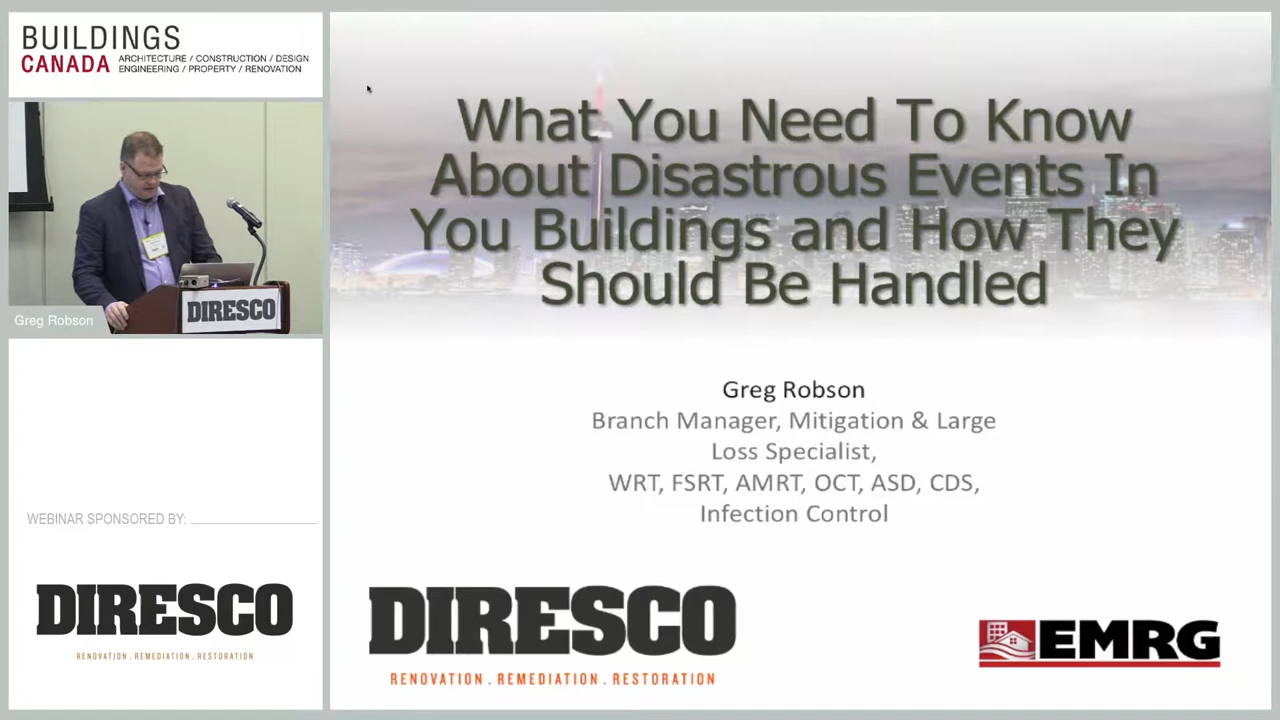 BUILDINGS
CANADA
ARCHITECTURE / CONSTRUCTION / DESIGN
ENGINEERING / PROPERTY / RENOVATION
DIRESCO
Greg Robson
WEBINAR SPONSORED BY:
DIRESCO
RENOVATION . REMEDIATION . RESTORATION
What You Need To Know
About Disastrous Events In
You Buildings and How They
Should Be Handled
Greg Robson
Branch Manager, Mitigation & Large
Loss Specialist,
WRT, FSRT, AMRT, OCT, ASD, CDS,
Infection Control
DIRESCO
RENOVATION . REMEDIATION . RESTORATION
EMRG